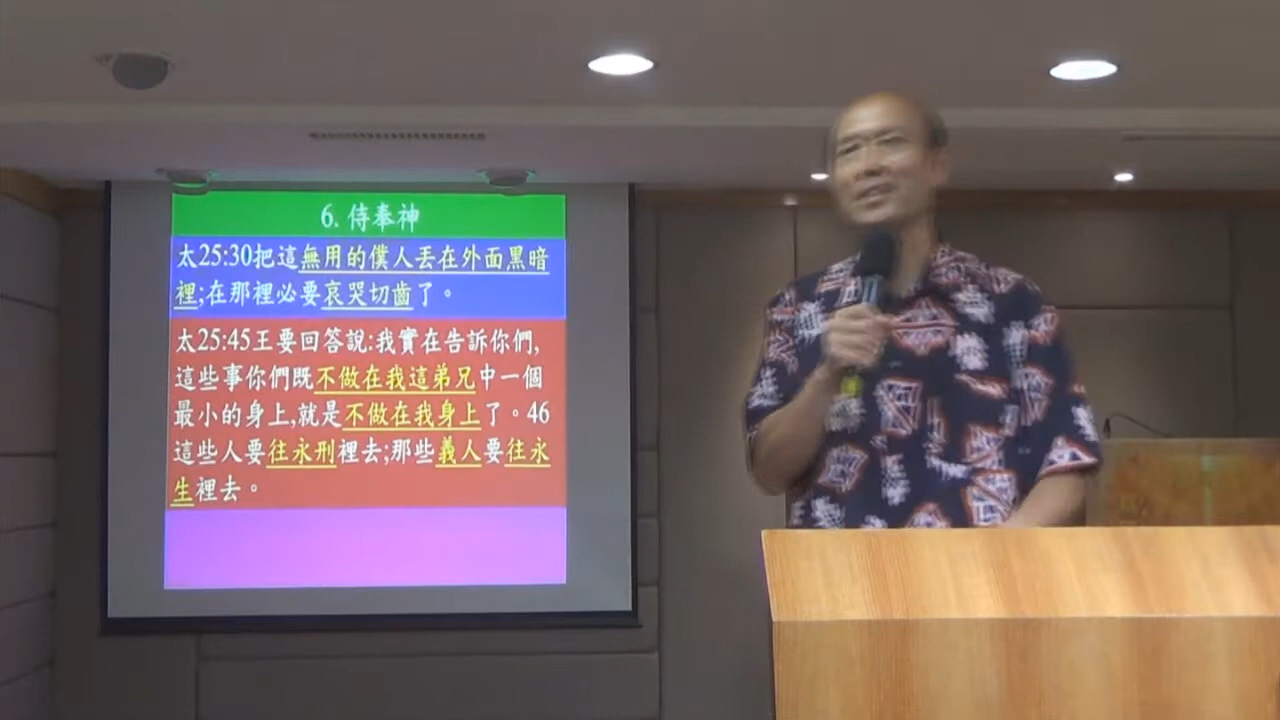 6. 侍奉神
太25:30把這無用的僕人丟在外面黑暗
裡;在那裡必要哀哭切齒了。
太25:45王要回答說:我實在告訴你們,
這些事你們既不做在我這弟兄中一個
最小的身上,就是不做在我身上了。46
這些人要往永刑裡去;那些義人要往永
生裡去。